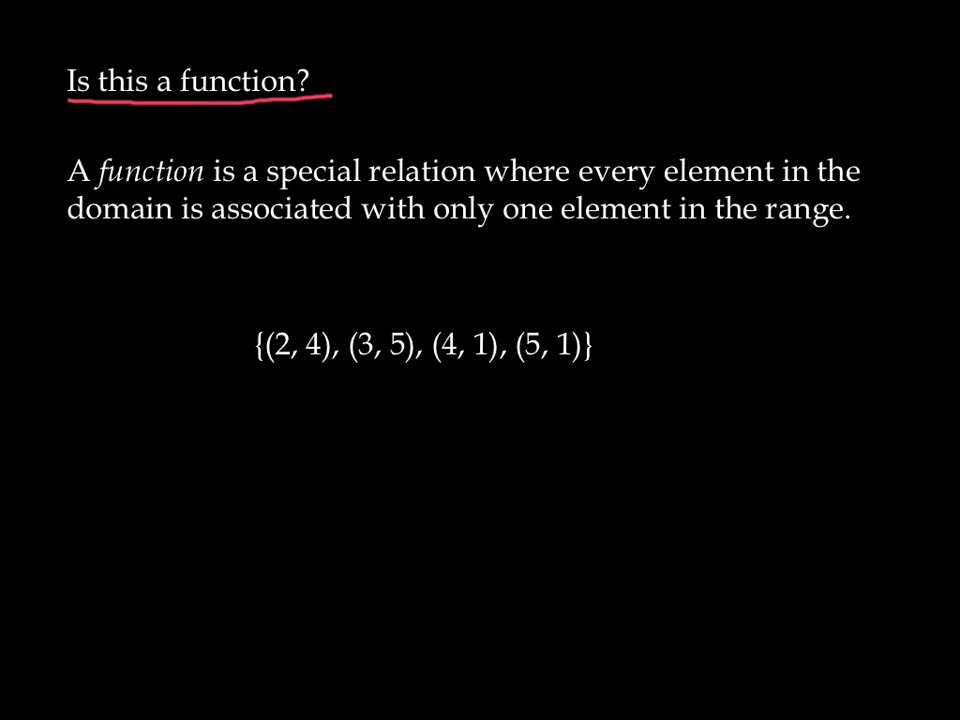 Is this a function?
A function is a special relation where every element in the
domain is associated with only one element in the range.
{(2, 4), (3, 5), (4, 1), (5, 1)}